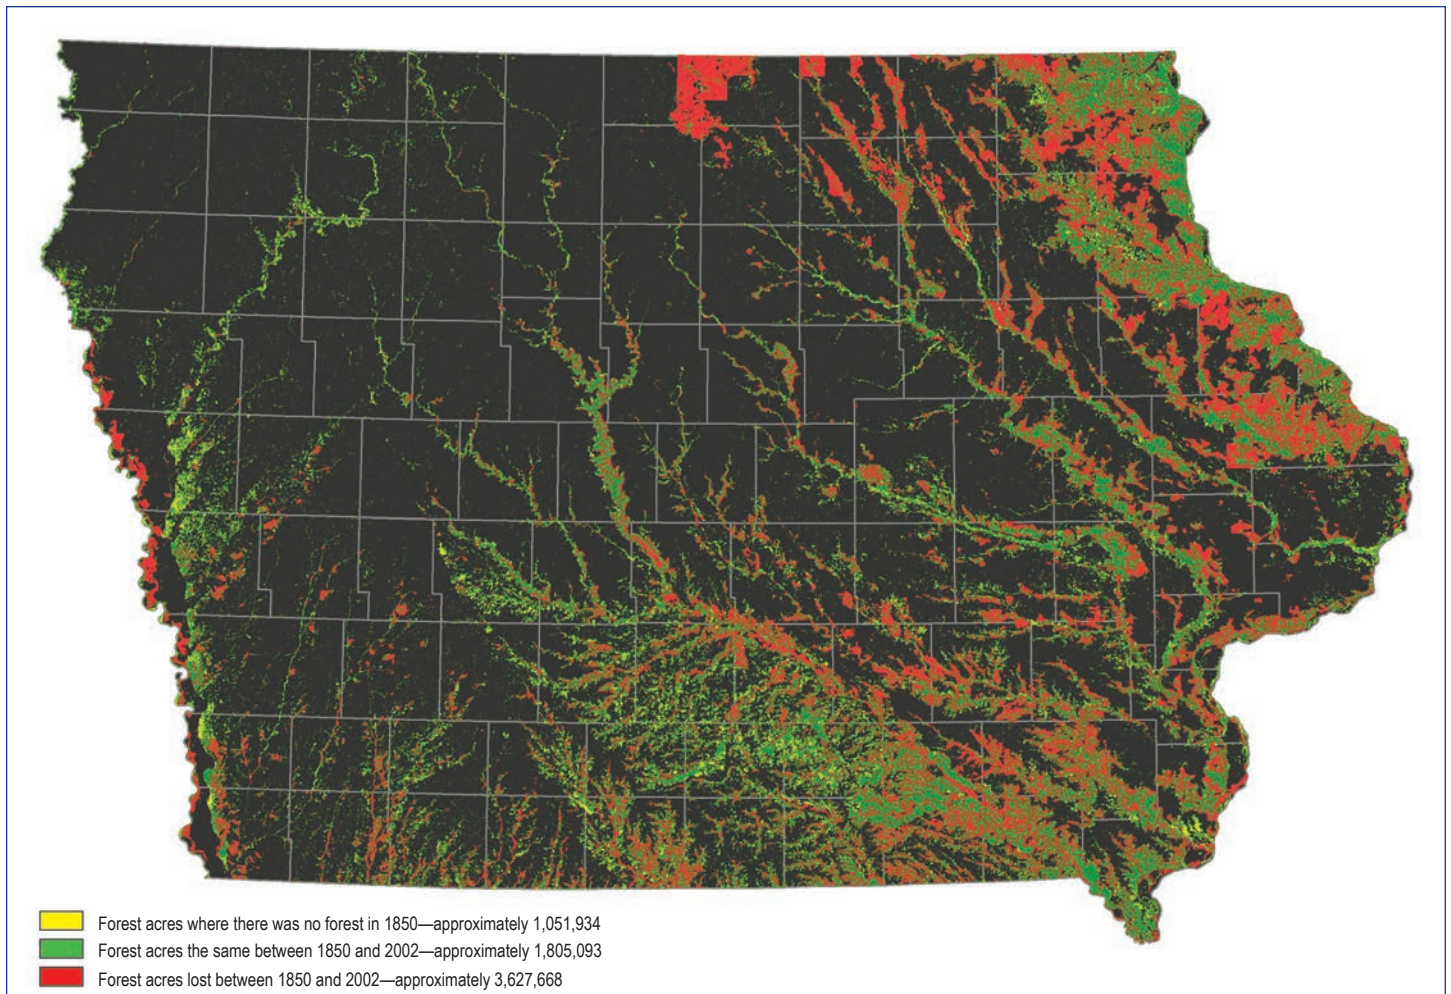 Forest acres where there was no forest in 1850—approximately 1,051,934
Forest acres the same between 1850 and 2002—approximately 1,805,093
Forest acres lost between 1850 and 2002—approximately 3,627,668